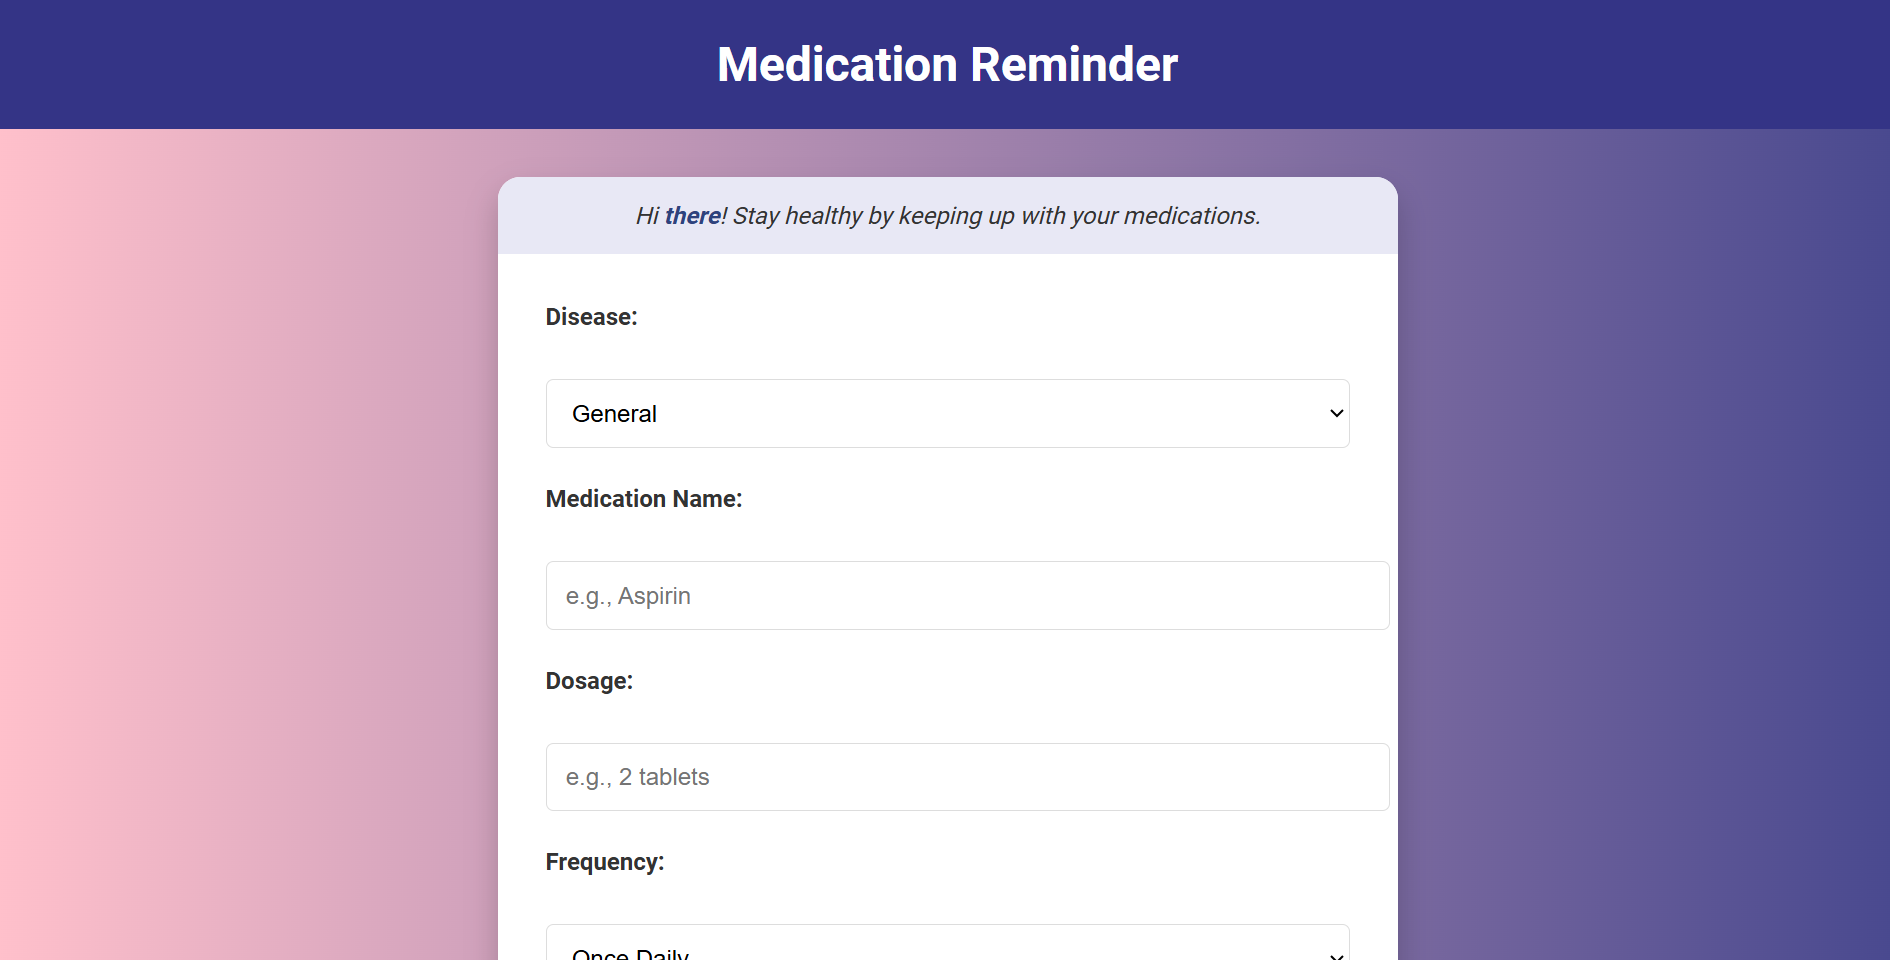 Medication Reminder
Hi there! Stay healthy by keeping up with your medications.
Disease:
General
Medication Name:
e.g., Aspirin
Dosage:
e.g., 2 tablets
Frequency:
Once Daily